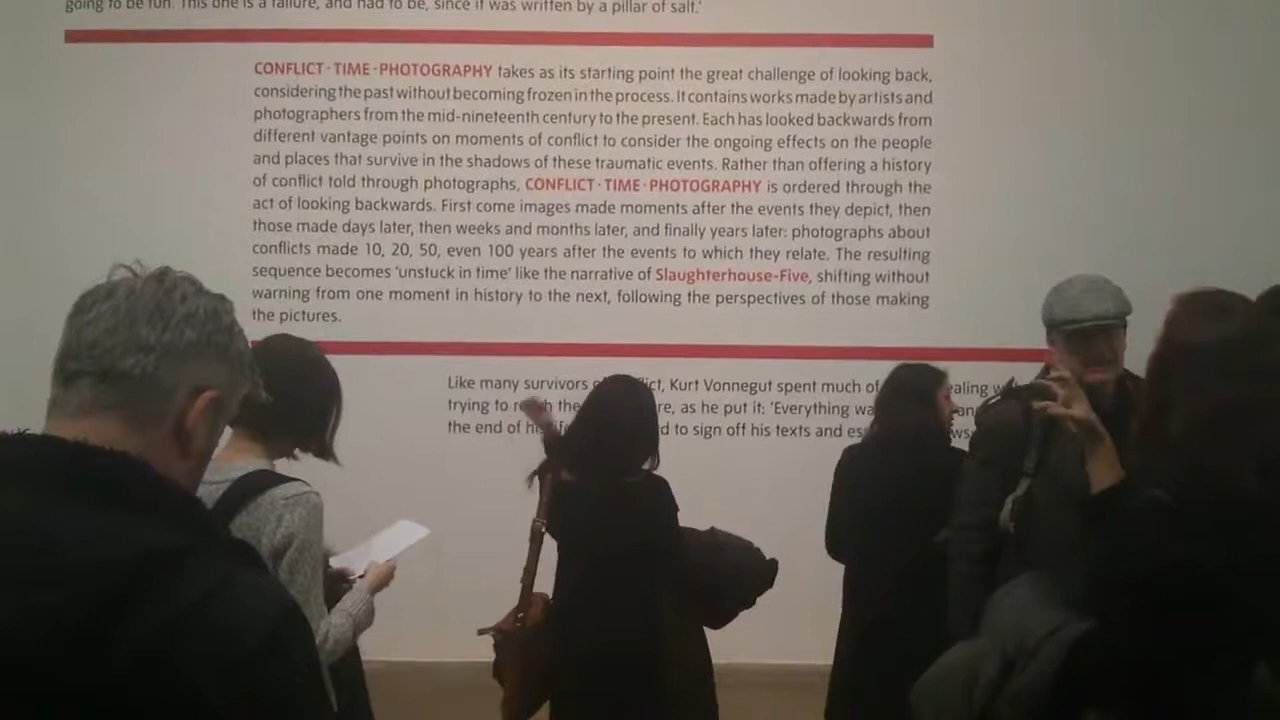 going to be fun. This one is a failure, and had to be, since it was written by a pillar of salt.'
CONFLICT·TIME·PHOTOGRAPHY takes as its starting point the great challenge of looking back,
considering the past without becoming frozen in the process. It contains works made by artists and
photographers from the mid-nineteenth century to the present. Each has looked backwards from
different vantage points on moments of conflict to consider the ongoing effects on the people
and places that survive in the shadows of these traumatic events. Rather than offering a history
of conflict told through photographs, CONFLICT·TIME·PHOTOGRAPHY is ordered through the
act of looking backwards. First come images made moments after the events they depict, then
those made days later, then weeks and months later, and finally years later: photographs about
conflicts made 10, 20, 50, even 100 years after the events to which they relate. The resulting
sequence becomes 'unstuck in time' like the narrative of Slaughterhouse-Five, shifting without
warning from one moment in history to the next, following the perspectives of those making
the pictures.
Like many survivors Kurt Vonnegut spent much of
trying to as he put it: 'Everything
the end of to sign off his texts and